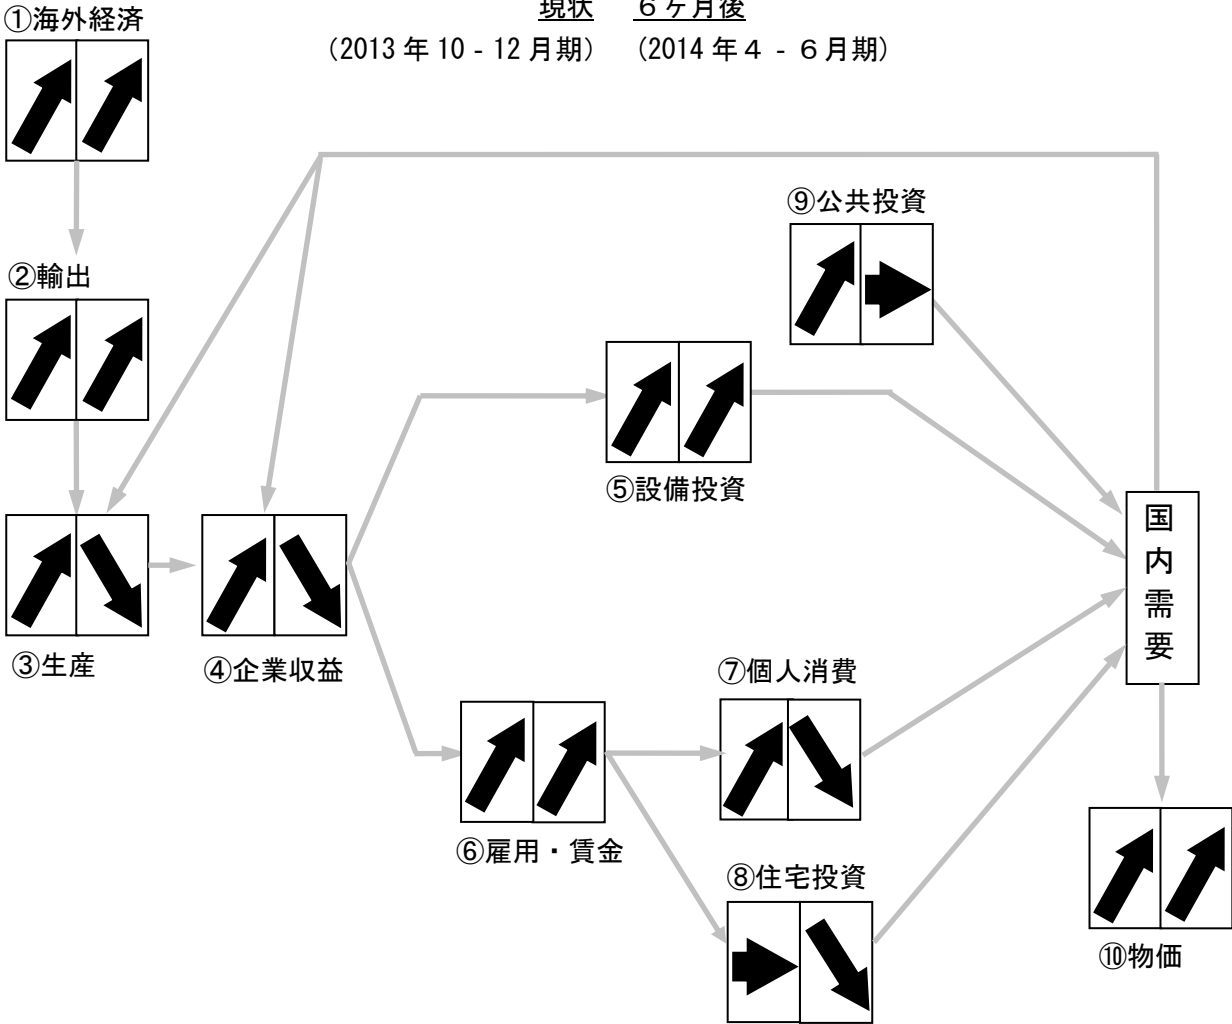 現状 ６ヶ月後
（2013 年 10 - 12 月期） （2014 年４ - ６月期）
①海外経済
②輸出
③生産
④企業収益
⑤設備投資
⑥雇用・賃金
⑦個人消費
⑧住宅投資
⑨公共投資
国内需要
⑩物価